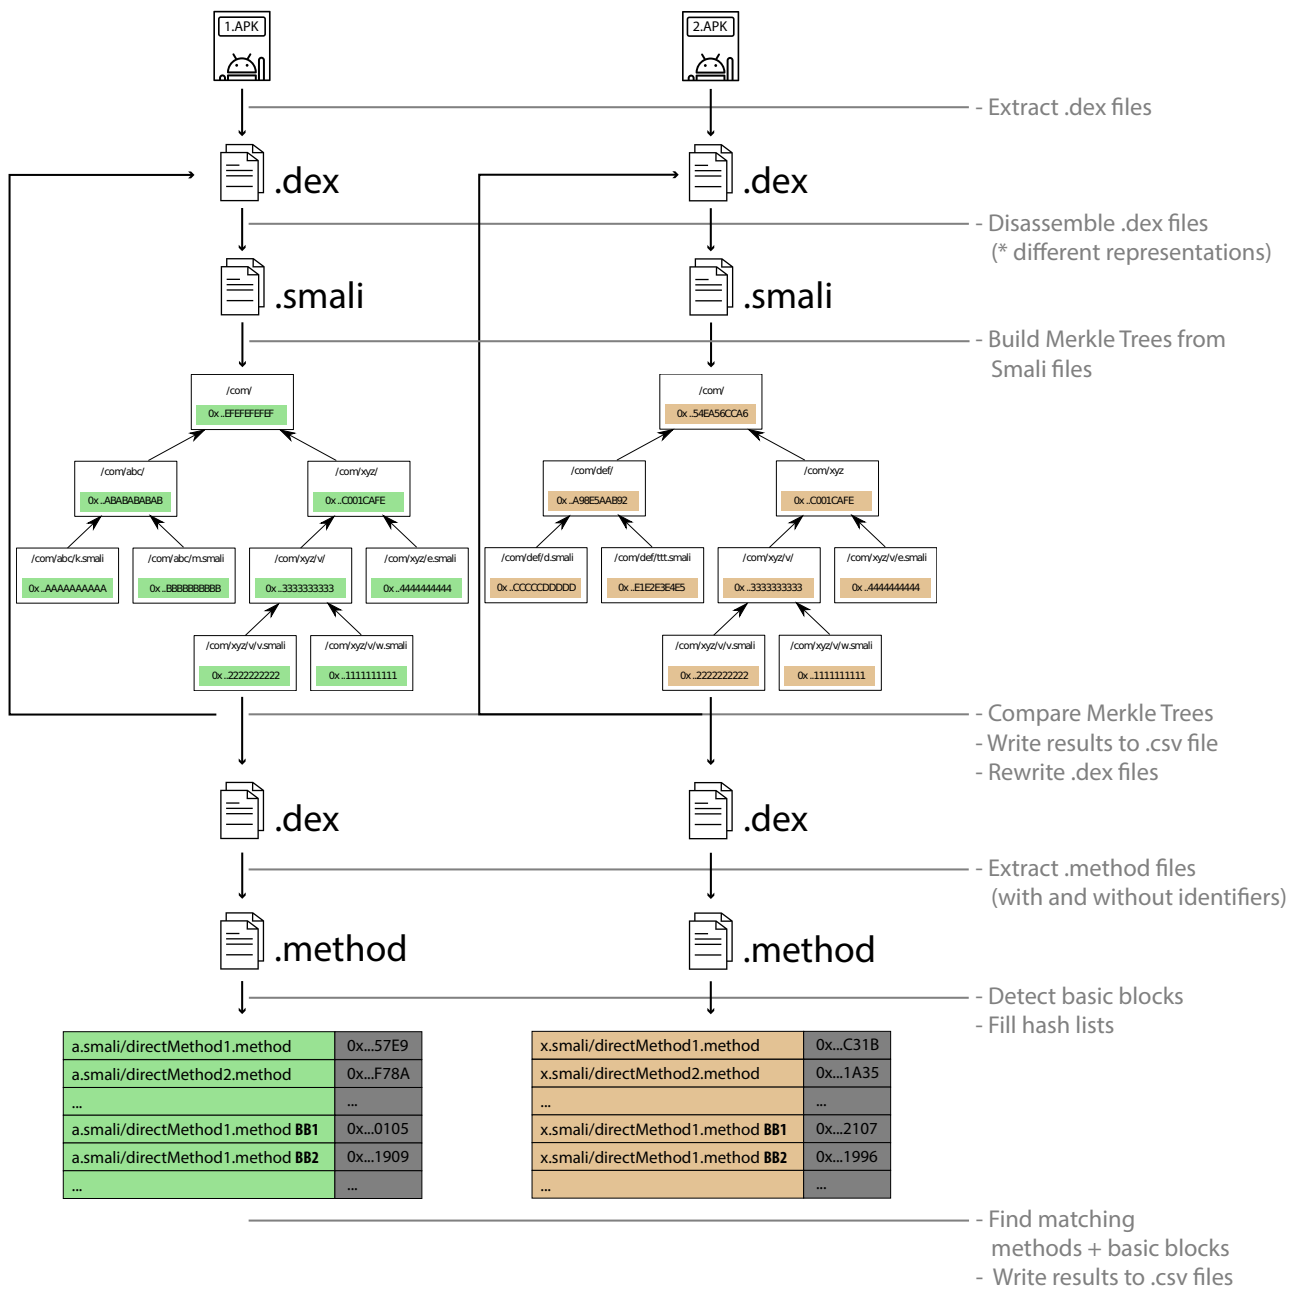 1.APK
2.APK
- Extract .dex files
.dex
.dex
- Disassemble .dex files
(* different representations)
.smali
.smali
- Build Merkle Trees from
Smali files
/com/
0x ..EFEFEFEFEF
/com/
0x ..54EA56CCA6
/com/abc/
0x ..ABABABABAB
/com/xyz/
0x ..C001CAFE
/com/def/
0x ..A98E5AAB92
/com/xyz
0x ..C001CAFE
/com/abc/k.smali
0x ..AAAAAAAAAA
/com/abc/m.smali
0x ..BBBBBBBBBB
/com/xyz/v/
0x ..3333333333
/com/xyz/e.smali
0x ..4444444444
/com/def/d.smali
0x ..CCCCCDDDDD
/com/def/ttt.smali
0x ..E1E2E3E4E5
/com/xyz/v/
0x ..3333333333
/com/xyz/v/e.smali
0x ..4444444444
/com/xyz/v/v.smali
0x ..2222222222
/com/xyz/v/w.smali
0x ..1111111111
/com/xyz/v/v.smali
0x ..2222222222
/com/xyz/v/w.smali
0x ..1111111111
- Compare Merkle Trees
- Write results to .csv file
- Rewrite .dex files
.dex
.dex
- Extract .method files
(with and without identifiers)
.method
.method
- Detect basic blocks
- Fill hash lists
a.smali/directMethod1.method 0x...57E9
a.smali/directMethod2.method 0x...F78A
... ...
a.smali/directMethod1.method BB1 0x...0105
a.smali/directMethod1.method BB2 0x...1909
... ...
x.smali/directMethod1.method 0x...C31B
x.smali/directMethod2.method 0x...1A35
... ...
x.smali/directMethod1.method BB1 0x...2107
x.smali/directMethod1.method BB2 0x...1996
... ...
- Find matching
methods + basic blocks
- Write results to .csv files